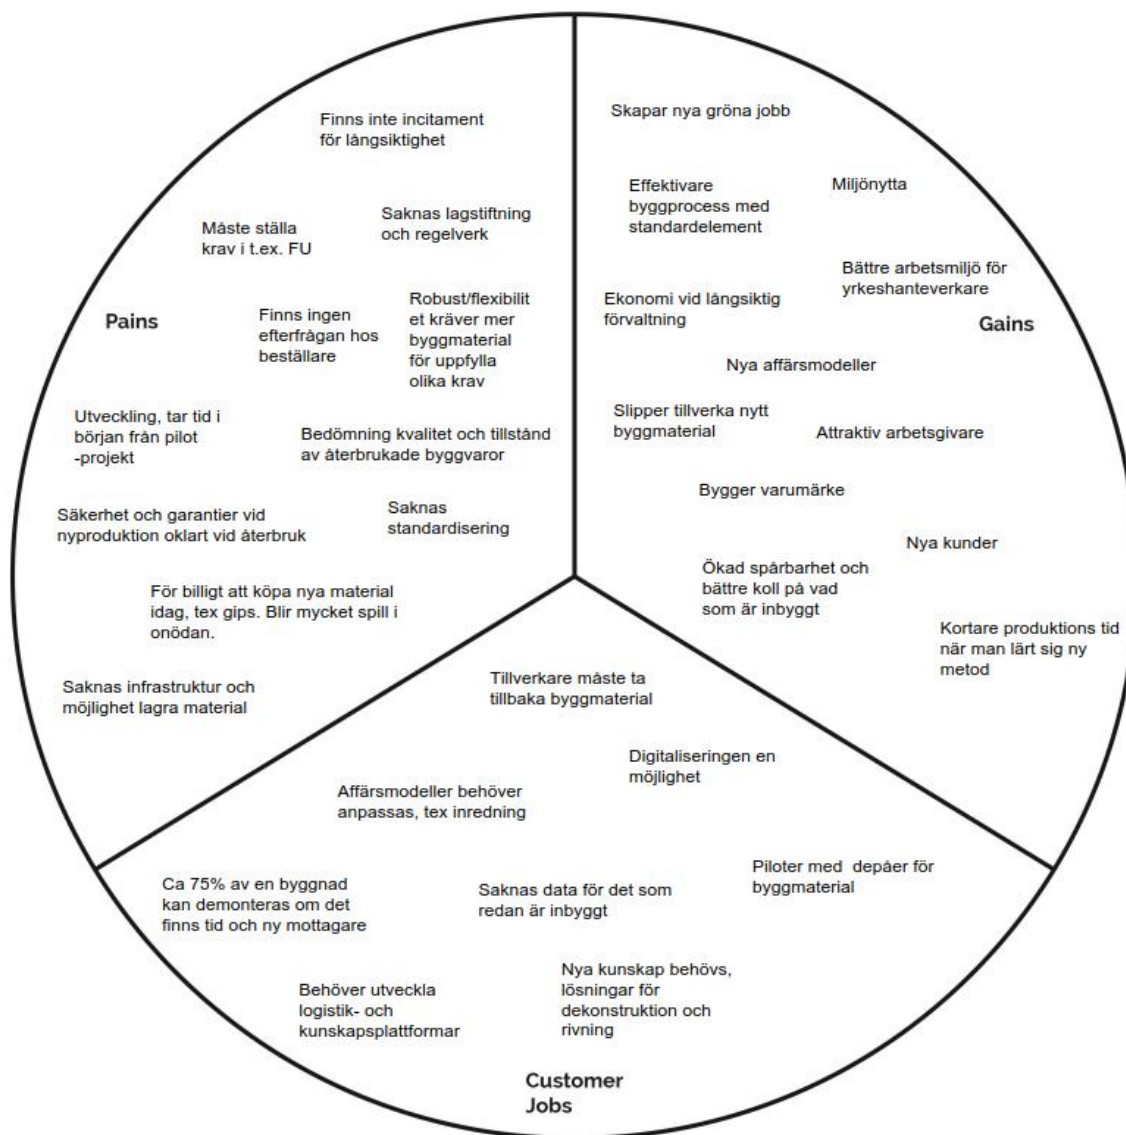 Finns inte incitament
för långsiktighet
Saknas lagstiftning
och regelverk
Måste ställa
krav i t.ex. FU
Robust/flexibilit
et kräver mer
byggmaterial
för uppfylla
olika krav
Finns ingen
efterfrågan hos
beställare
Pains
Utveckling, tar tid i
början från pilot
-projekt
Bedömning kvalitet och tillstånd
av återbrukade byggvaror
Säkerhet och garantier vid
nyproduktion oklart vid återbruk
Saknas
standardisering
För billigt att köpa nya material
idag, tex gips. Blir mycket spill i
onödan.
Saknas infrastruktur och
möjlighet lagra material
Skapar nya gröna jobb
Effektivare
byggprocess med
standardelement
Miljönytta
Bättre arbetsmiljö för
yrkeshanteverkare
Ekonomi vid långsiktig
förvaltning
Gains
Nya affärsmodeller
Slipper tillverka nytt
byggmaterial
Attraktiv arbetsgivare
Bygger varumärke
Nya kunder
Ökad spårbarhet och
bättre koll på vad
som är inbyggt
Kortare produktions tid
när man lärt sig ny
metod
Tillverkare måste ta
tillbaka byggmaterial
Digitaliseringen en
möjlighet
Affärsmodeller behöver
anpassas, tex inredning
Piloter med  depåer för
byggmaterial
Ca 75% av en byggnad
kan demonteras om det
finns tid och ny mottagare
Saknas data för det som
redan är inbyggt
Behöver utveckla
logistik- och
kunskapsplattformar
Nya kunskap behövs,
lösningar för
dekonstruktion och
rivning
Customer
Jobs